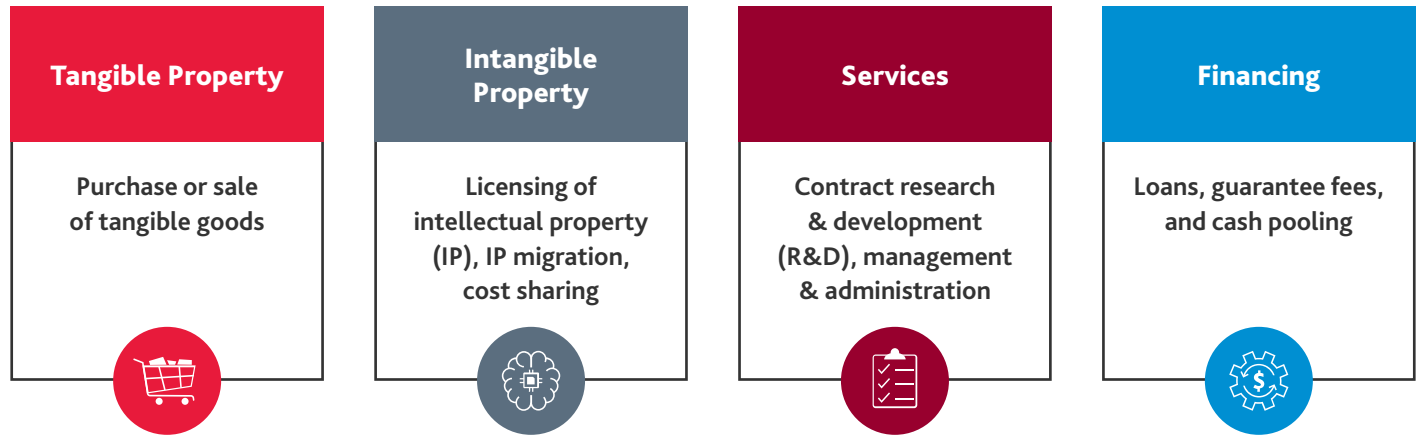 Tangible Property
Purchase or sale
of tangible goods
Intangible
Property
Licensing of
intellectual property
(IP), IP migration,
cost sharing
Services
Contract research
& development
(R&D), management
& administration
Financing
Loans, guarantee fees,
and cash pooling
$